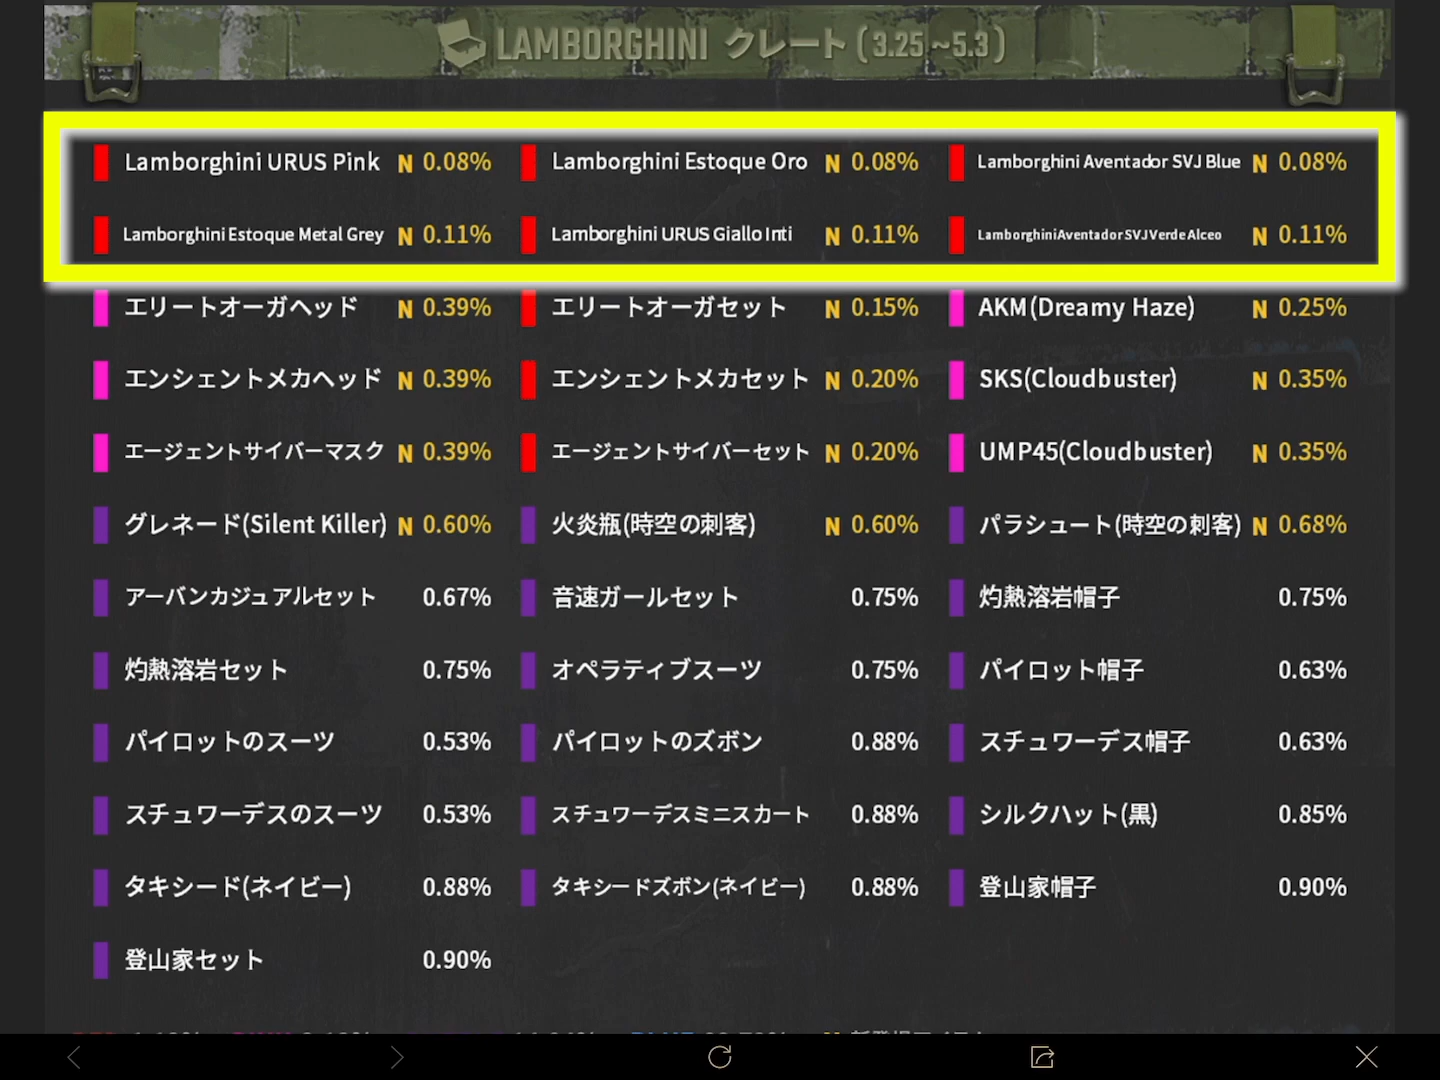 LAMBORGHINI クレート ( 3.25 ~5.3 )
Lamborghini URUS Pink N 0.08% Lamborghini Estoque Oro N 0.08% Lamborghini Aventador SVJ Blue N 0.08%
Lamborghini Estoque Metal Grey N 0.11% Lamborghini URUS Giallo Inti N 0.11% Lamborghini Aventador SVJ Verde Alceo N 0.11%
エリートオーガヘッド N 0.39% エリートオーガセット N 0.15% AKM(Dreamy Haze) N 0.25%
エンシェントメカヘッド N 0.39% エンシェントメカセット N 0.20% SKS(Cloudbuster) N 0.35%
エージェントサイバーマスク N 0.39% エージェントサイバーセット N 0.20% UMP45(Cloudbuster) N 0.35%
グレネード(Silent Killer) N 0.60% 火炎瓶(時空の刺客) N 0.60% パラシュート(時空の刺客) N 0.68%
アーバンカジュアルセット 0.67% 音速ガールセット 0.75% 灼熱溶岩帽子 0.75%
灼熱溶岩セット 0.75% オペラティブスーツ 0.75% パイロット帽子 0.63%
パイロットのスーツ 0.53% パイロットのズボン 0.88% スチュワーデス帽子 0.63%
スチュワーデスのスーツ 0.53% スチュワーデスミニスカート 0.88% シルクハット(黒) 0.85%
タキシード(ネイビー) 0.88% タキシードズボン(ネイビー) 0.88% 登山家帽子 0.90%
登山家セット 0.90%